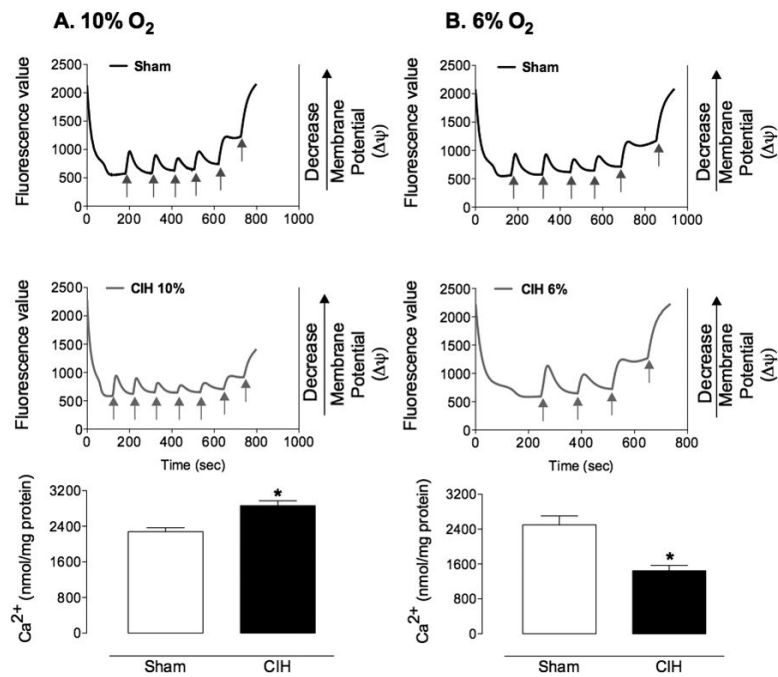 A. 10% O2
B. 6% O2
Fluorescence value
2500
2000
1500
1000
500
0
Sham
0 200 400 600 800 1000
Decrease
Membrane
Potential
(Δψ)
Fluorescence value
2500
2000
1500
1000
500
0
Sham
0 200 400 600 800 1000
Decrease
Membrane
Potential
(Δψ)
Fluorescence value
2500
2000
1500
1000
500
0
CIH 10%
0 200 400 600 800 1000
Time (sec)
Decrease
Membrane
Potential
(Δψ)
Fluorescence value
2500
2000
1500
1000
500
0
CIH 6%
0 200 400 600 800
Time (sec)
Decrease
Membrane
Potential
(Δψ)
Ca2+ (nmol/mg protein)
3200
2400
1600
800
0
*
Sham CIH
Ca2+ (nmol/mg protein)
3200
2400
1600
800
0
*
Sham CIH